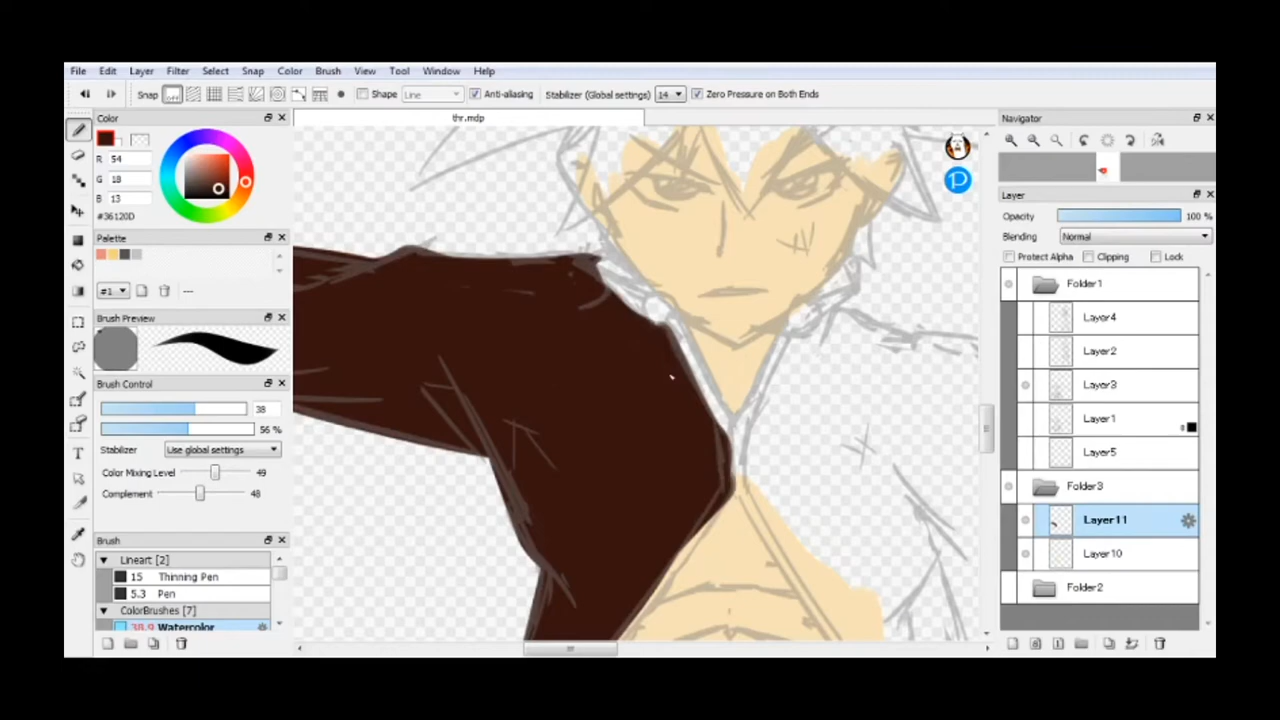 File Edit Layer Filter Select Snap Color Brush View Tool Window Help
Snap OFF Shape Line Anti-aliasing Stabilizer (Global settings) 14 Zero Pressure on Both Ends
Color
thr.mdp
R 54
G 18
B 13
#36120D
Palette
#1 ---
Brush Preview
Brush Control
38
56 %
Stabilizer Use global settings
Color Mixing Level 49
Complement 48
Brush
Lineart [2]
15 Thinning Pen
5.3 Pen
ColorBrushes [7]
38.9 Watercolor
P
Navigator
Layer
Opacity 100 %
Blending Normal
Protect Alpha Clipping Lock
Folder1
Layer4
Layer2
Layer3
Layer1
Layer5
Folder3
Layer11
Layer10
Folder2